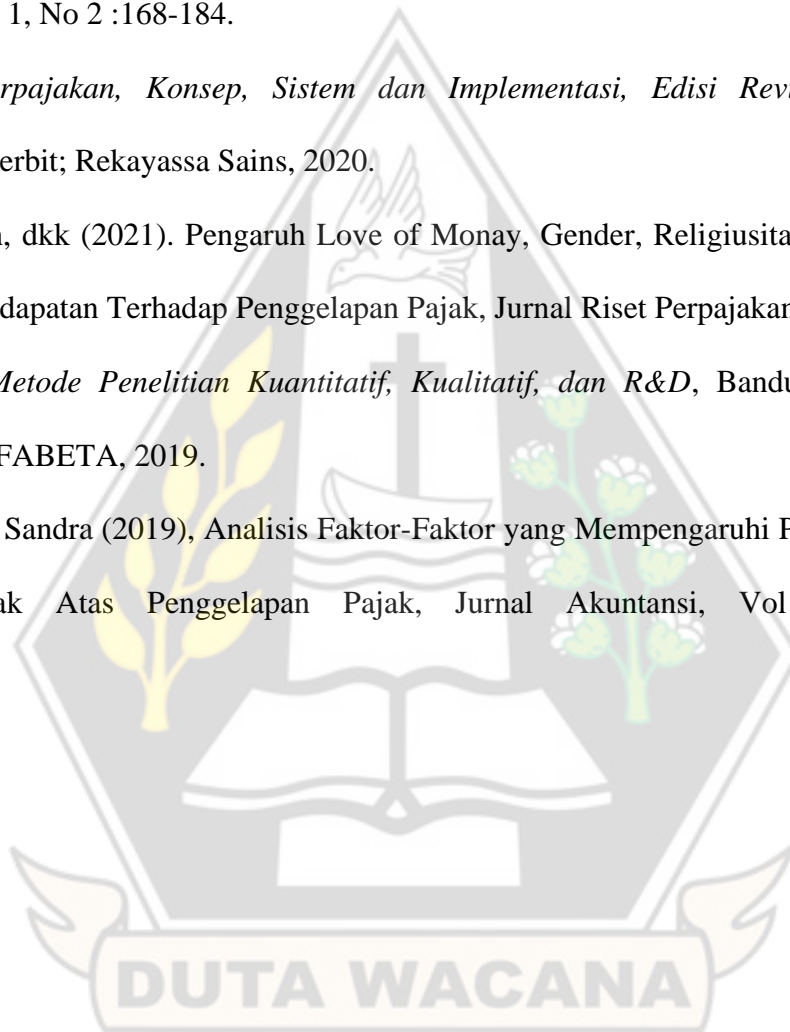 1, No 2 :168-184.
rpajakan, Konsep, Sistem dan Implementasi, Edisi Rev
erbit; Rekayassa Sains, 2020.
, dkk (2021). Pengaruh Love of Monay, Gender, Religiusita
dapatan Terhadap Penggelapan Pajak, Jurnal Riset Perpajakan
Metode Penelitian Kuantitatif, Kualitatif, dan R&D, Bandu
FABETA, 2019.
Sandra (2019), Analisis Faktor-Faktor yang Mempengaruhi P
ak Atas Penggelapan Pajak, Jurnal Akuntansi, Vol
DUTA WACANA